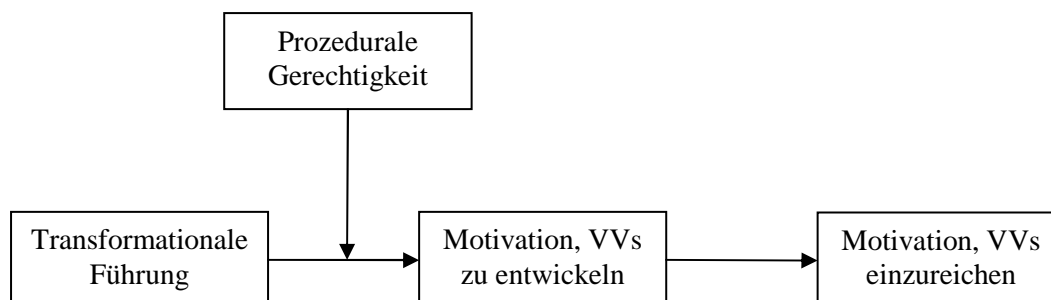 Prozedurale
Gerechtigkeit
Transformationale
Führung
Motivation, VVs
zu entwickeln
Motivation, VVs
einzureichen